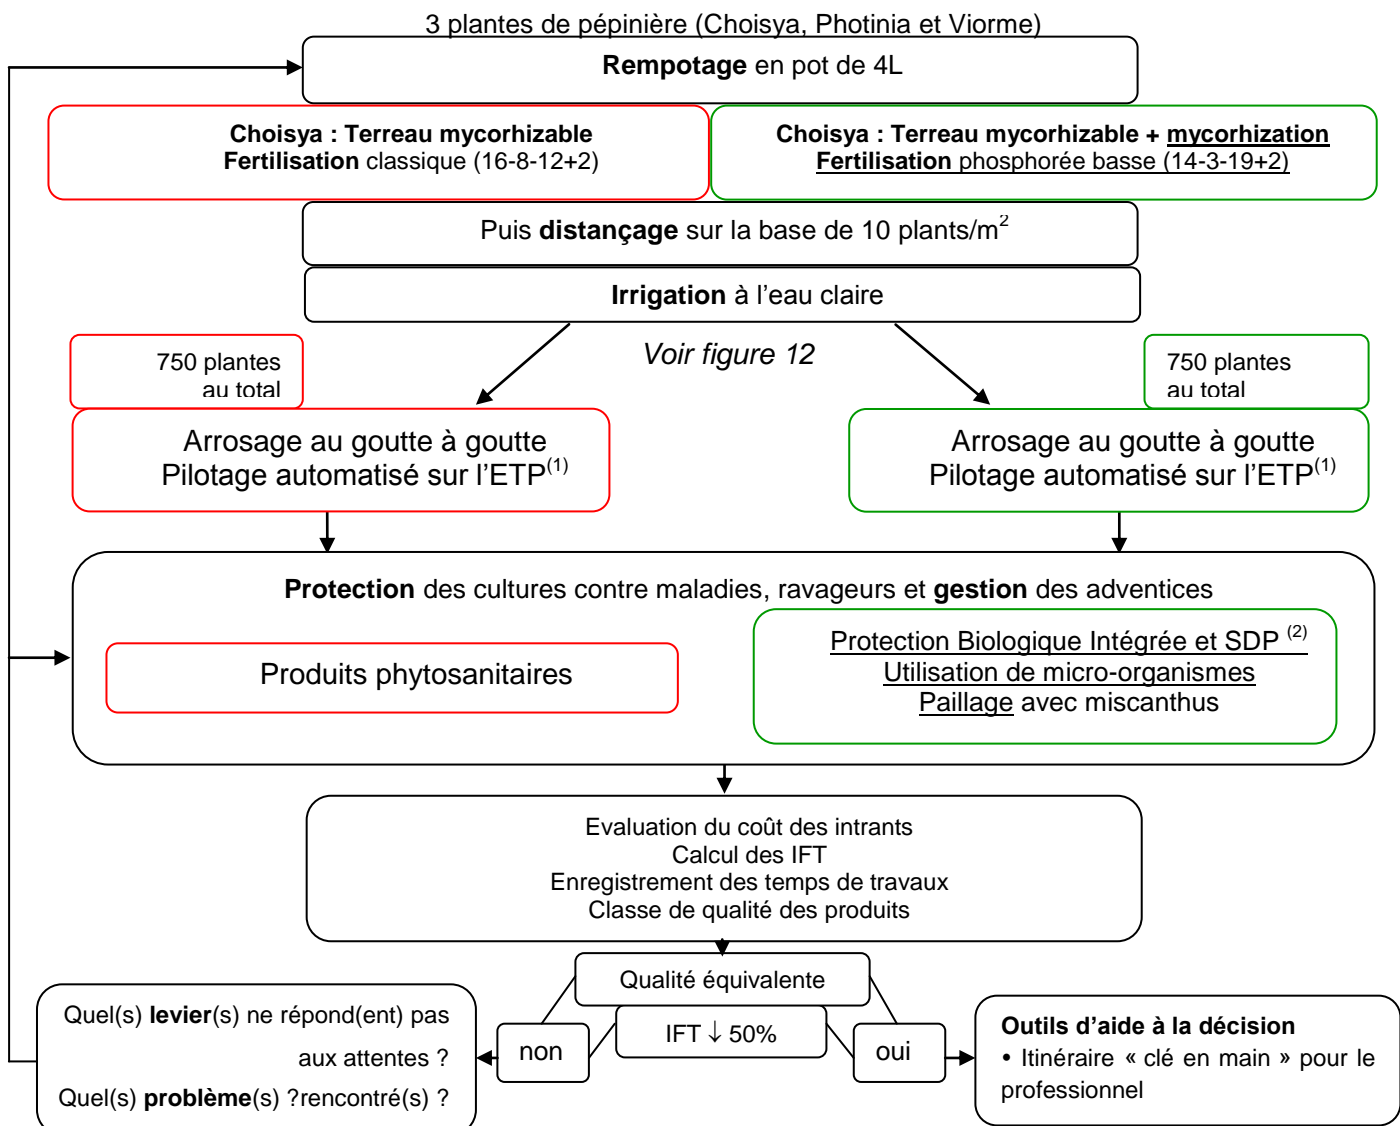 3 plantes de pépinière (Choisya, Photinia et Viorme)
Rempotage en pot de 4L
Choisya : Terreau mycorhizable
Fertilisation classique (16-8-12+2)
Choisya : Terreau mycorhizable + mycorhization
Fertilisation phosphorée basse (14-3-19+2)
Puis distançage sur la base de 10 plants/m2
Irrigation à l’eau claire
Voir figure 12
750 plantes
au total
750 plantes
au total
Arrosage au goutte à goutte
Pilotage automatisé sur l’ETP(1)
Arrosage au goutte à goutte
Pilotage automatisé sur l’ETP(1)
Protection des cultures contre maladies, ravageurs et gestion des adventices
Produits phytosanitaires
Protection Biologique Intégrée et SDP (2)
Utilisation de micro-organismes
Paillage avec miscanthus
Evaluation du coût des intrants
Calcul des IFT
Enregistrement des temps de travaux
Classe de qualité des produits
Qualité équivalente
IFT ↓ 50%
non
oui
Quel(s) levier(s) ne répond(ent) pas
aux attentes ?
Quel(s) problème(s) ?rencontré(s) ?
Outils d’aide à la décision
• Itinéraire « clé en main » pour le
professionnel